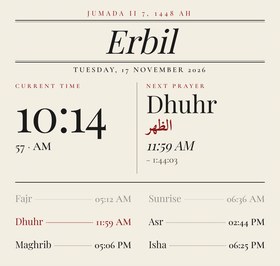 JUMADA II 7, 1448 AH
Erbil
TUESDAY, 17 NOVEMBER 2026
CURRENT TIME
10:14
57 · AM
NEXT PRAYER
Dhuhr
الظهر
11:59 AM
− 1:44:03
Fajr 05:12 AM
Sunrise 06:36 AM
Dhuhr 11:59 AM
Asr 02:44 PM
Maghrib 05:06 PM
Isha 06:25 PM